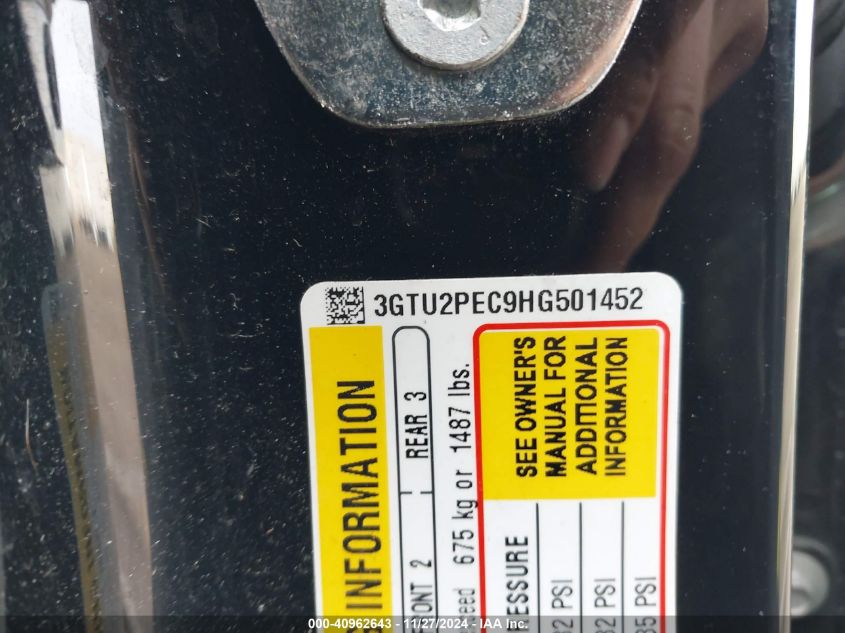 3GTU2PEC9HG501452
INFORMATION
FRONT 2 REAR 3
675 kg or 1487 lbs.
SEE OWNER'S
MANUAL FOR
ADDITIONAL
INFORMATION
PSI
PSI
35 PSI
000-40962643 - 11/27/2024 - IAA Inc.